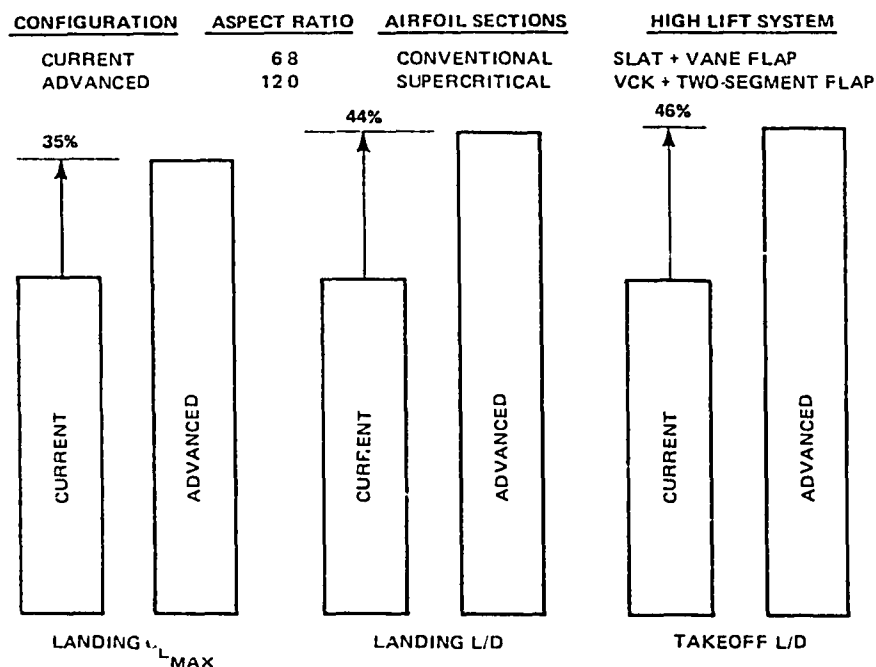 CONFIGURATION ASPECT RATIO AIRFOIL SECTIONS HIGH LIFT SYSTEM
CURRENT 6 8 CONVENTIONAL SLAT + VANE FLAP
ADVANCED 12 0 SUPERCRITICAL VCK + TWO-SEGMENT FLAP
35% 44% 46%
CURRENT ADVANCED CURRENT ADVANCED CURRENT ADVANCED
LANDING C_L_MAX LANDING L/D TAKEOFF L/D